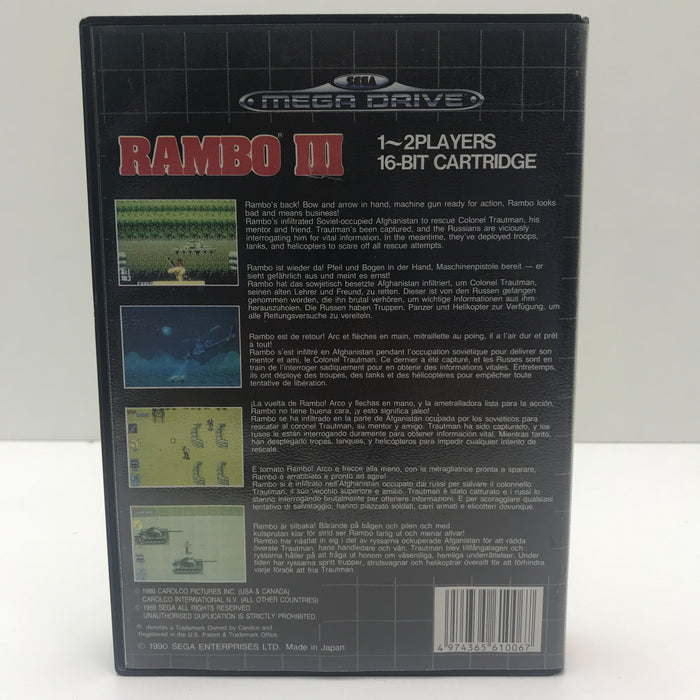 SEGA
MEGA DRIVE
RAMBO III
1~2PLAYERS
16-BIT CARTRIDGE
Rambo's back! Bow and arrow in hand, machine gun ready for action, Rambo looks
bad and means business!
Rambo's infiltrated Soviet-occupied Afghanistan to rescue Colonel Trautman, his
mentor and friend. Trautman's been captured, and the Russians are viciously
interrogating him for vital information. In the meantime, they've deployed troops,
tanks, and helicopters to scare off all rescue attempts.
Rambo ist wieder da! Pfeil und Bogen in der Hand, Maschinenpistole bereit — er
sieht gefährlich aus und meint es ernst!
Rambo hat das sowjetisch besetzte Afghanistan infiltriert, um Colonel Trautman,
seinen alten Lehrer und Freund, zu retten. Dieser ist von den Russen gefangen
genommen worden, die ihn brutal verhören, um wichtige Informationen aus ihm
herauszuholen. Die Russen haben Truppen, Panzer und Helikopter zur Verfügung, um
alle Rettungsversuche zu vereiteln.
Rambo est de retour! Arc et flèches en main, mitraillette au poing, il a l'air dur et prêt
à tout!
Rambo s'est infiltré en Afghanistan pendant l'occupation soviétique pour délivrer son
mentor et ami, le Colonel Trautman. Ce dernier a été capturé, et les Russes sont en
train de l'interroger sadiquement pour en obtenir des informations vitales. Entretemps,
ils ont déployé des troupes, des tanks et des hélicoptères pour empêcher toute
tentative de libération.
¡La vuelta de Rambo! Arco y flechas en mano, y la ametralladora lista para la acción,
Rambo no tiene buena cara, ¡y esto significa jaleo!
Rambo se ha infiltrado en la parte de Afganistán ocupada por los soviéticos para
rescatar al coronel Trautman, su mentor y amigo. Trautman ha sido capturado, y los
rusos le están interrogando duramente para obtener información vital. Mientras tanto,
han desplegado tropas, tanques, y helicópteros para impedir cualquier intento de
rescate.
È tornato Rambo! Arco e frecce alla mano, con la mitragliatrice pronta a sparare,
Rambo è arrabbiato e pronto ad agire!
Rambo si è infiltrato nell'Afghanistan occupato dai russi per salvare il colonnello
Trautman, il suo vecchio superiore e amico. Trautman è stato catturato e i russi lo
stanno interrogando brutalmente per ottenere informazioni. E per scoraggiare qualsiasi
tentativo di salvataggio, hanno piazzato soldati, carri armati e elicotteri dovunque.
Rambo är tillbaka! Bärande på bågen och pilen och med
kulsprutan klar för strid ser Rambo farlig ut och menar allvar!
Rambo har nästlat in sig i det av ryssarna ockuperade Afganistan för att rädda
överste Trautman, hans handledare och vän. Trautman blev tillfångatagen och
ryssarna håller på att fråga ut honom om väsentliga, hemliga underrättelser. Under
tiden har ryssarna spritt trupper, stridsvagnar och helikoptrar överallt för att förhindra
varje försök att fria Trautman.
© 1988 CAROLCO PICTURES INC. (USA & CANADA)
CAROLCO INTERNATIONAL N.V. (ALL OTHER COUNTRIES)
© 1989 SEGA ALL RIGHTS RESERVED.
UNAUTHORISED DUPLICATION IS STRICTLY PROHIBITED.
® denotes a Trademark Owned by Carolco and
Registered in the U.S. Patent & Trademark Office.
© 1990 SEGA ENTERPRISES LTD. Made in Japan
4 974365 610067